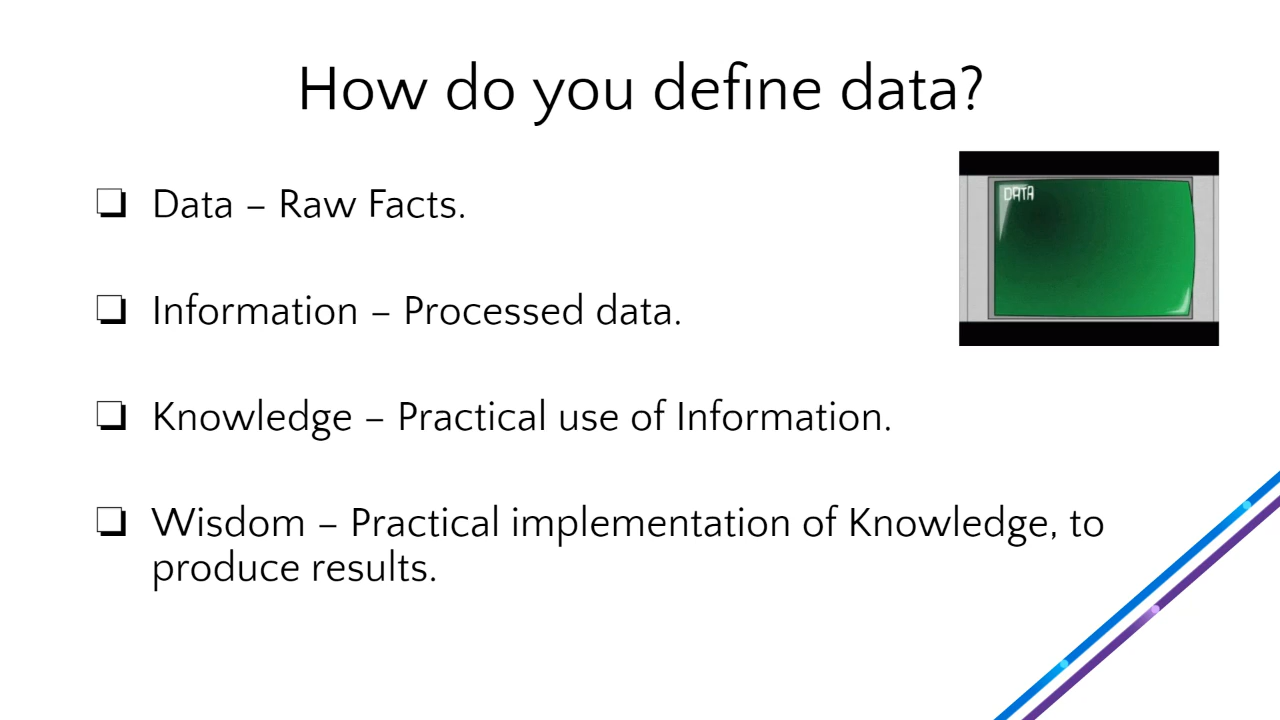 How do you define data?
Data – Raw Facts.
DATA
Information – Processed data.
Knowledge – Practical use of Information.
Wisdom – Practical implementation of Knowledge, to
produce results.